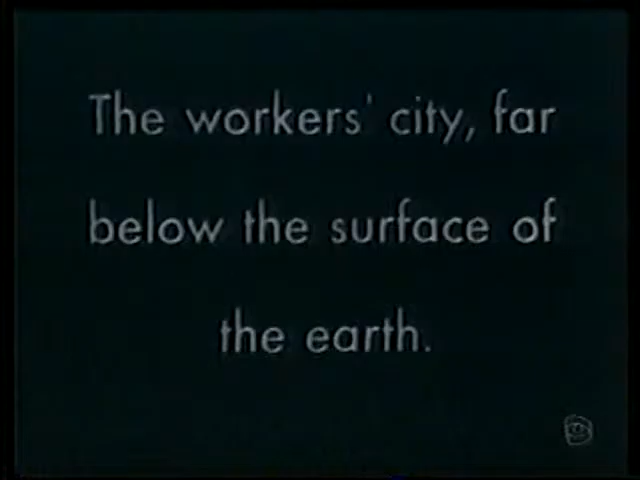 The workers' city, far
below the surface of
the earth.